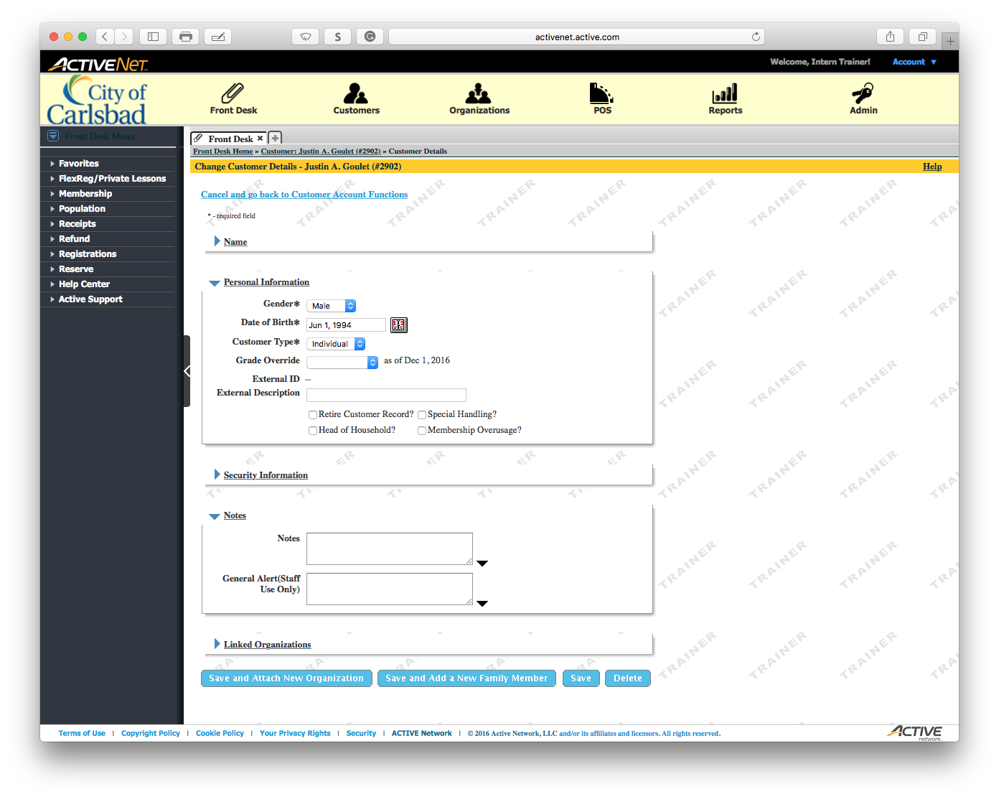 S
activenet.active.com
ACTIVENET
Welcome, Intern Trainer!
Account
City of
Carlsbad
Front Desk
Customers
Organizations
POS
Reports
Admin
Front Desk Menu
Favorites
FlexReg/Private Lessons
Membership
Population
Receipts
Refund
Registrations
Reserve
Help Center
Active Support
Front Desk
Front Desk Home » Customer: Justin A. Goulet (#2902) » Customer Details
Change Customer Details - Justin A. Goulet (#2902)
Help
Cancel and go back to Customer Account Functions
* - required field
Name
Personal Information
Gender*
Male
Date of Birth*
Jun 1, 1994
Customer Type*
Individual
Grade Override
as of Dec 1, 2016
External ID --
External Description
Retire Customer Record? Special Handling?
Head of Household? Membership Overusage?
Security Information
Notes
Notes
General Alert(Staff
Use Only)
Linked Organizations
Save and Attach New Organization
Save and Add a New Family Member
Save
Delete
TRAINER
Terms of Use | Copyright Policy | Cookie Policy | Your Privacy Rights | Security | ACTIVE Network | © 2016 Active Network, LLC and/or its affiliates and licensors. All rights reserved.
ACTIVE
network